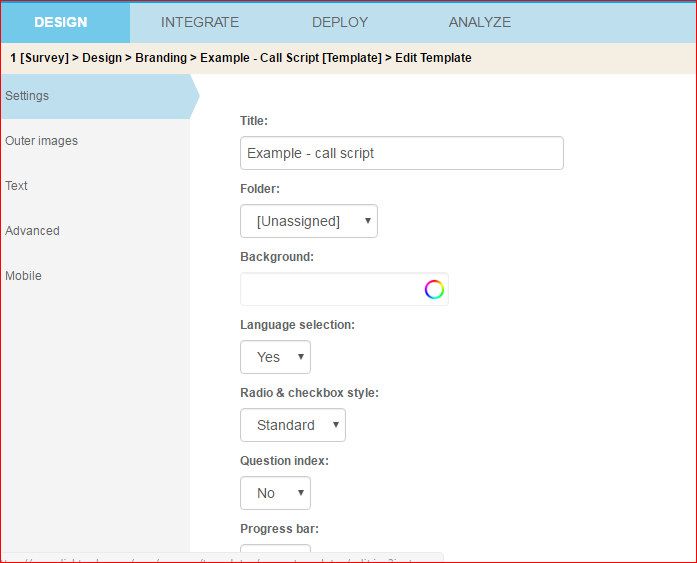 DESIGN INTEGRATE DEPLOY ANALYZE
1 [Survey] > Design > Branding > Example - Call Script [Template] > Edit Template
Settings
Outer images
Text
Advanced
Mobile
Title:
Example - call script
Folder:
[Unassigned]
Background:
Language selection:
Yes
Radio & checkbox style:
Standard
Question index:
No
Progress bar: